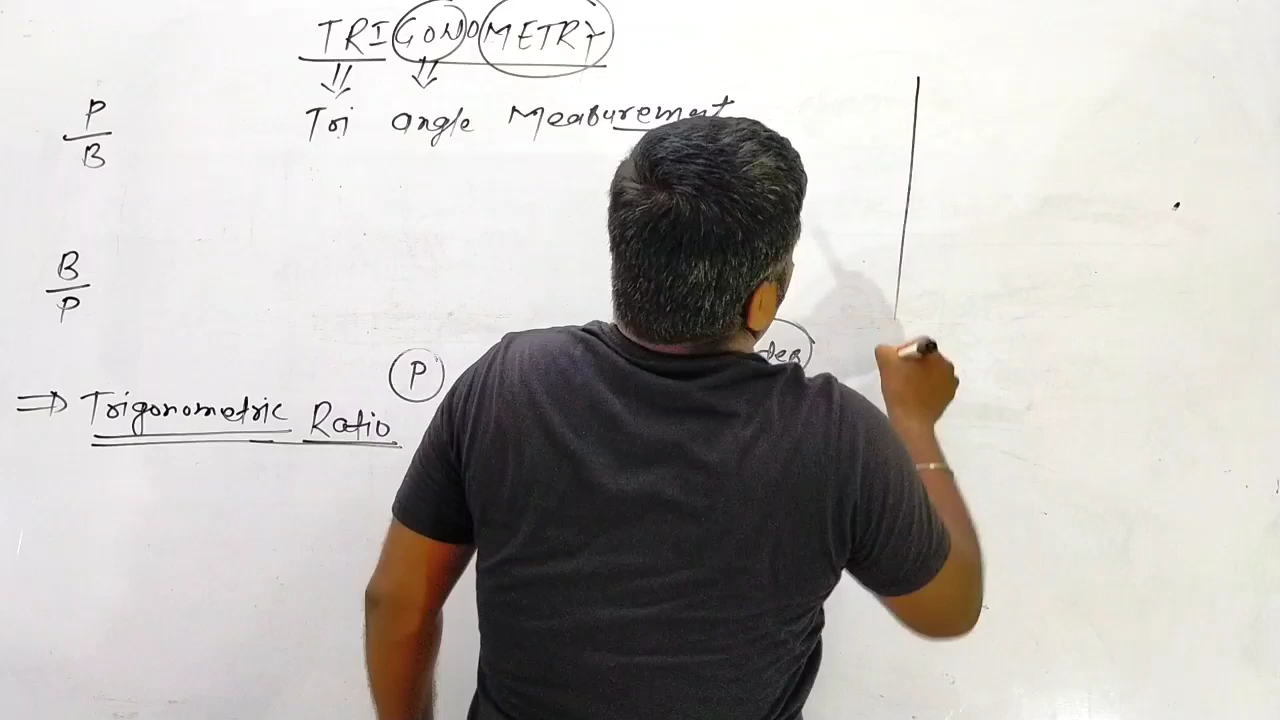 TRIGONOMETRY
Tri angle Measurement
P
B
B
P
P
⇒ Trigonometric Ratio